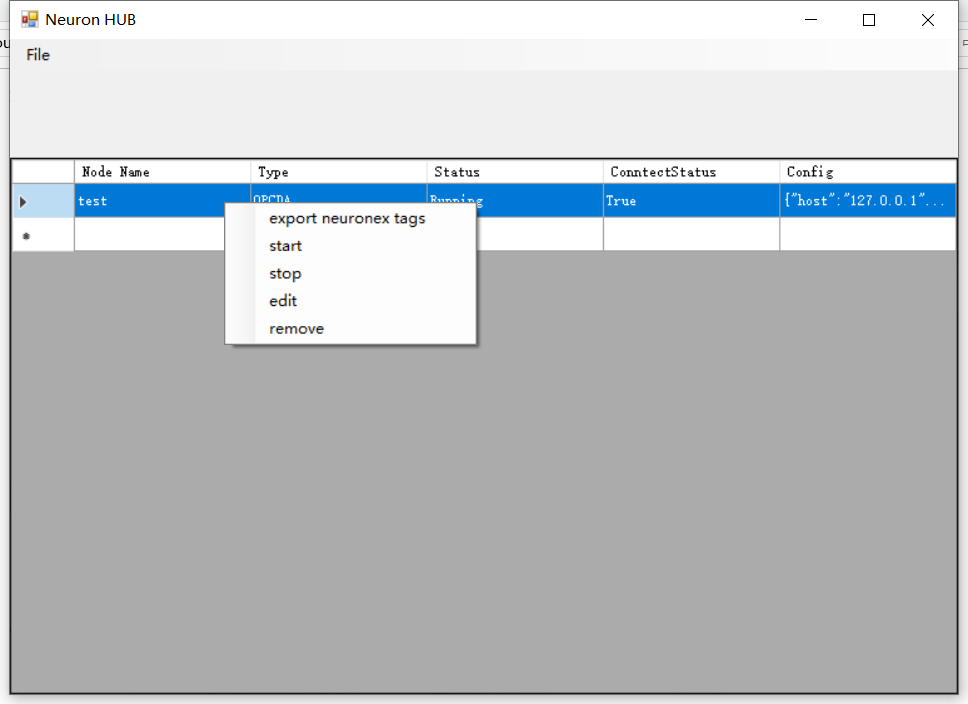 Neuron HUB
File
Node Name Type Status ConntectStatus Config
test OPCDA Running True {"host":"127.0.0.1"...
export neuronex tags
start
stop
edit
remove